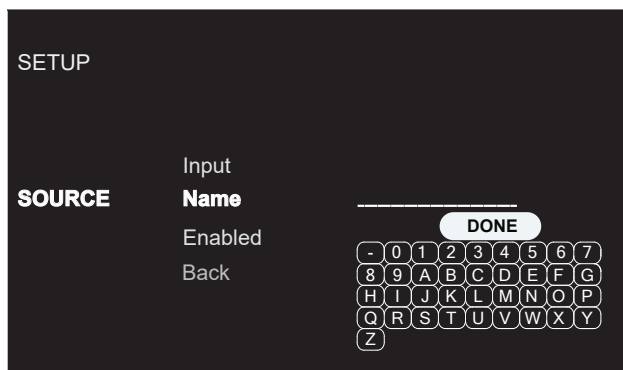 SETUP
Input
SOURCE Name
Enabled
Back
DONE
- 0 1 2 3 4 5 6 7
8 9 A B C D E F G
H I J K L M N O P
Q R S T U V W X Y
Z